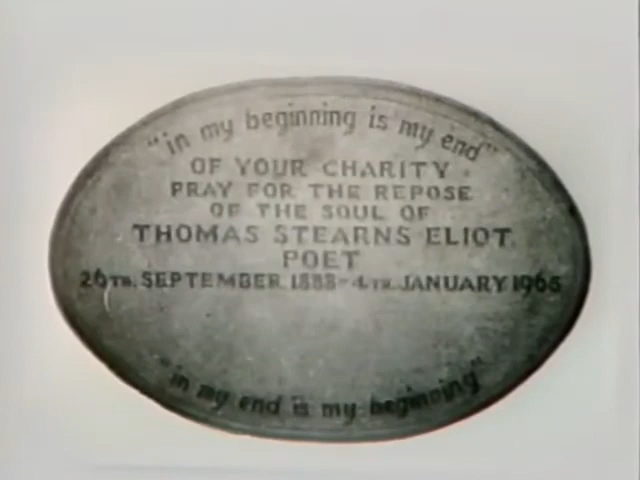 "in my beginning is my end"
OF YOUR CHARITY
PRAY FOR THE REPOSE
OF THE SOUL OF
THOMAS STEARNS ELIOT
POET
26TH. SEPTEMBER 1888 - 4TH. JANUARY 1965
"in my end is my beginning"